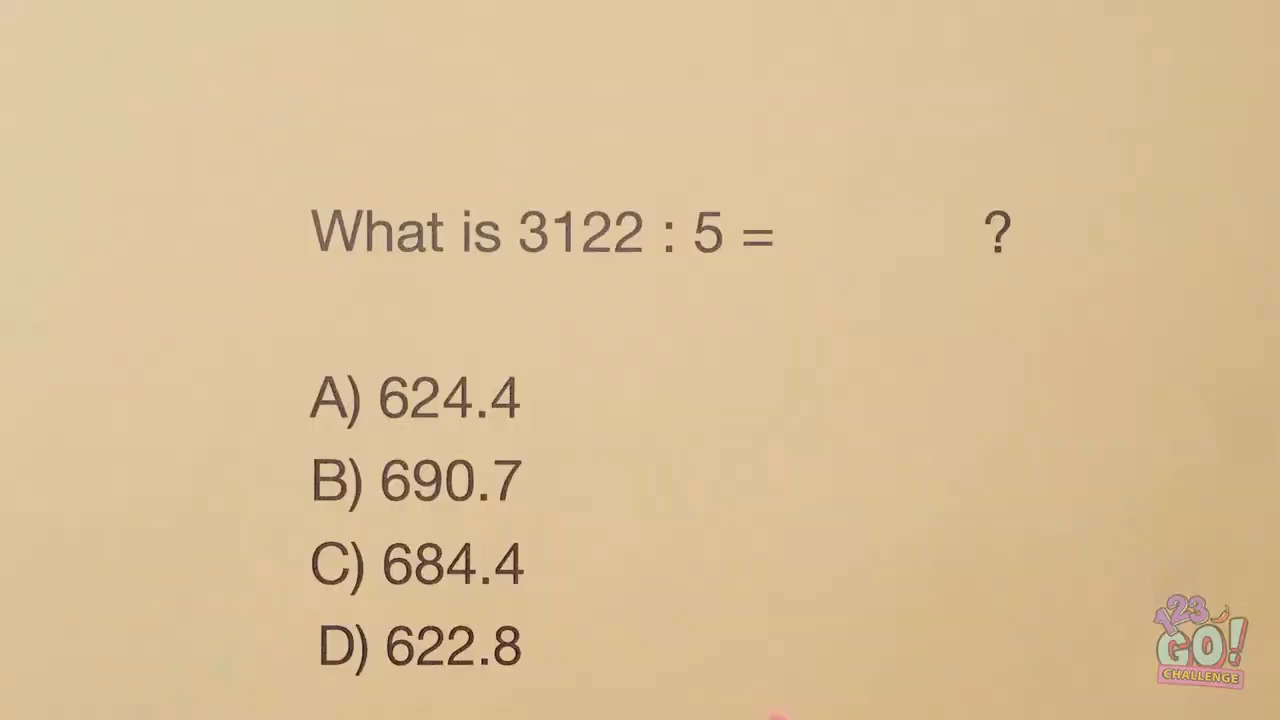 What is 3122 : 5 = ?
A) 624.4
B) 690.7
C) 684.4
D) 622.8
123
GO!
CHALLENGE